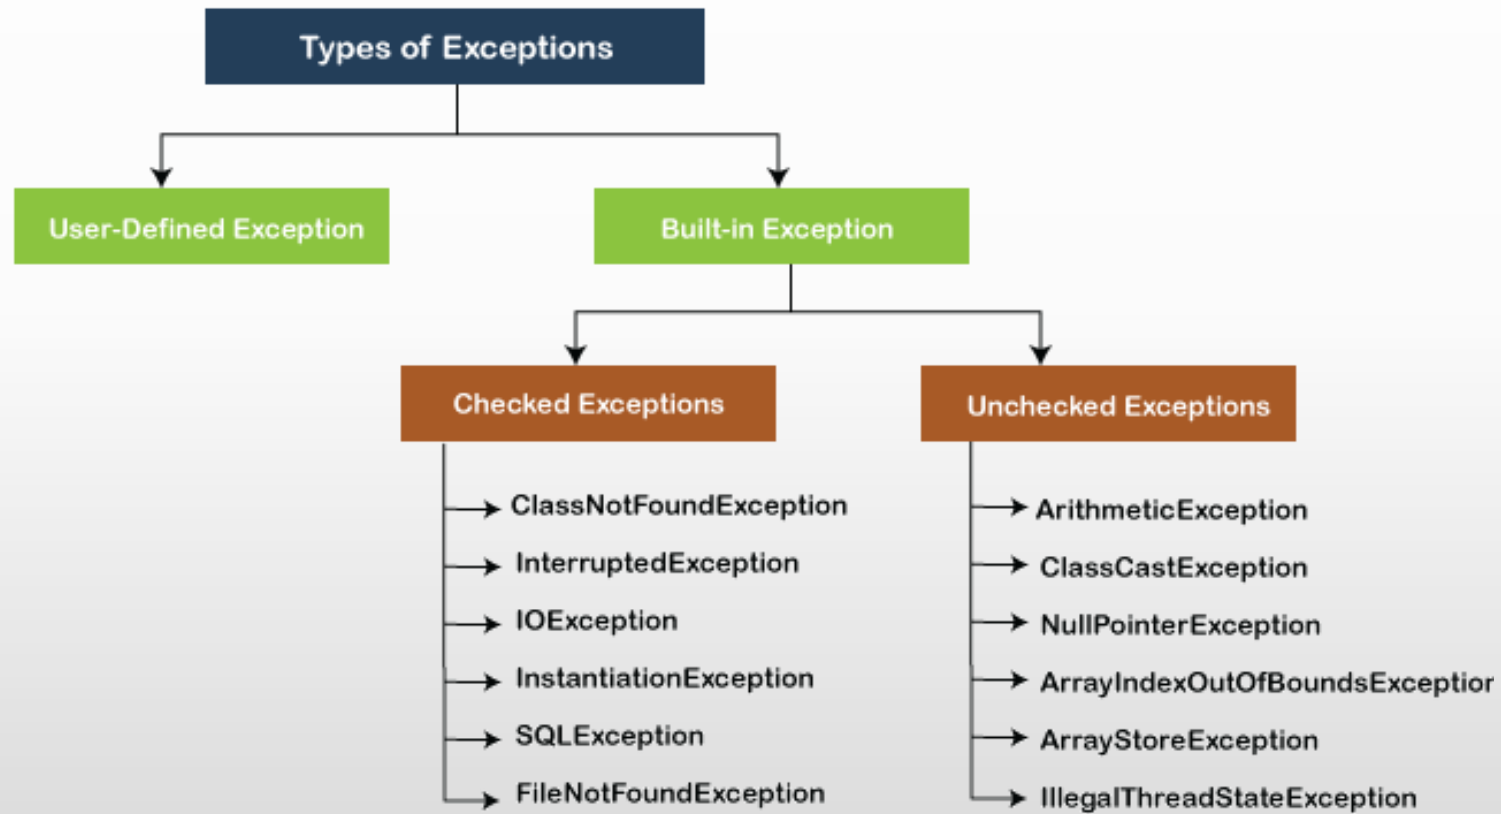 Types of Exceptions
User-Defined Exception
Built-in Exception
Checked Exceptions
Unchecked Exceptions
ClassNotFoundException
InterruptedException
IOException
InstantiationException
SQLException
FileNotFoundException
ArithmeticException
ClassCastException
NullPointerException
ArrayIndexOutOfBoundsExceptior
ArrayStoreException
IllegalThreadStateException